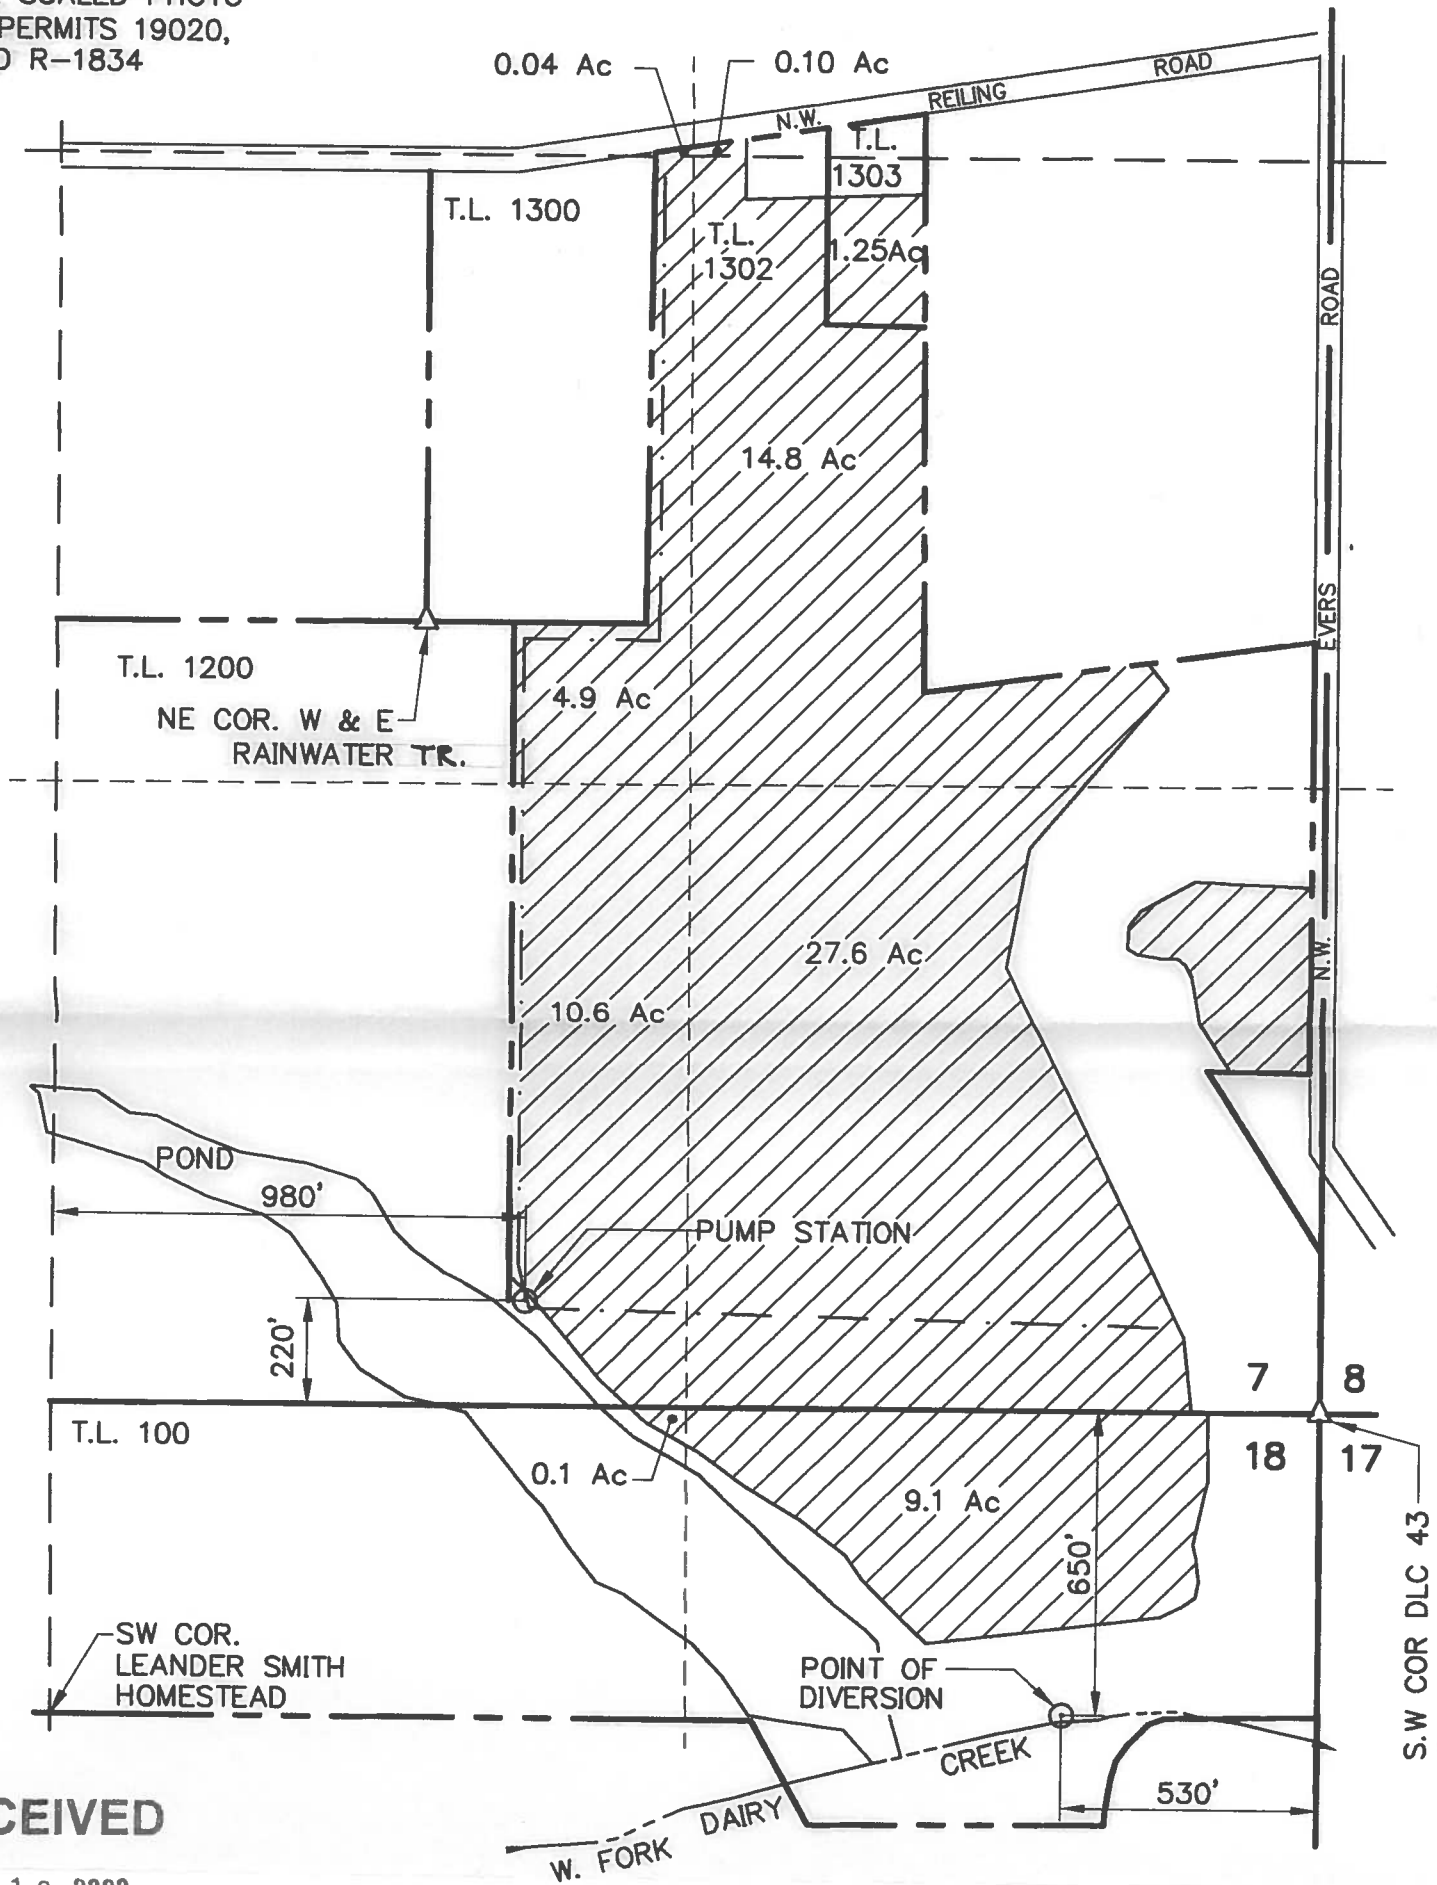 PERMITS 19020,
R-1834
0.04 Ac
0.10 Ac
N.W.
REILING
ROAD
T.L.
1303
T.L. 1300
T.L.
1302
1.25Ac
ROAD
EVERS
N.W.
14.8 Ac
T.L. 1200
4.9 Ac
NE COR. W & E
RAINWATER TR.
27.6 Ac
10.6 Ac
POND
980'
PUMP STATION
220'
7
8
T.L. 100
18
17
0.1 Ac
9.1 Ac
650'
S.W COR DLC 43
SW COR.
LEANDER SMITH
HOMESTEAD
POINT OF
DIVERSION
530'
W. FORK
DAIRY
CREEK
CEIVED